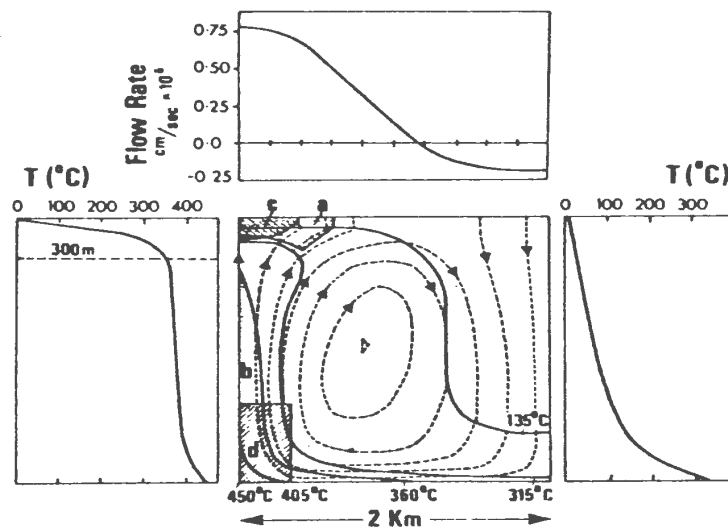 0·75
0·50
0·25
0·0
-0·25
Flow Rate
cm/sec × 10⁶
T (°C)
0 100 200 300 400
300 m
c a
b
d
135°C
450°C 405°C 360°C 315°C
2 Km
T (°C)
0 100 200 300